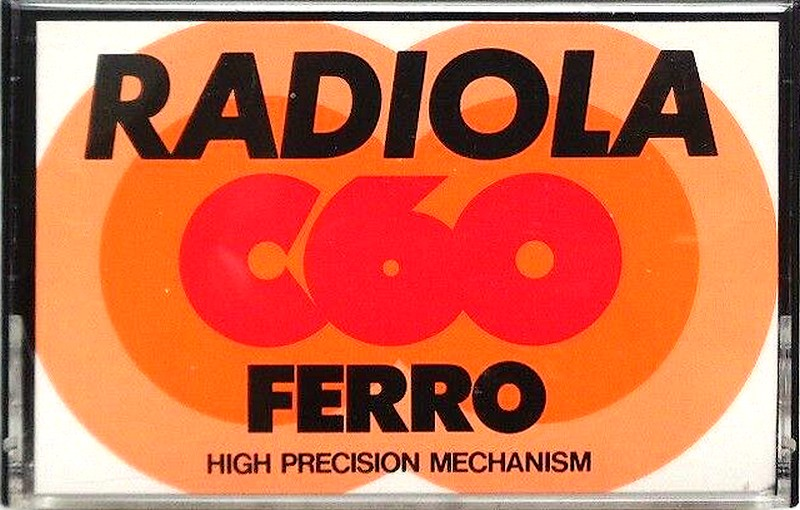 RADIOLA
C60
FERRO
HIGH PRECISION MECHANISM